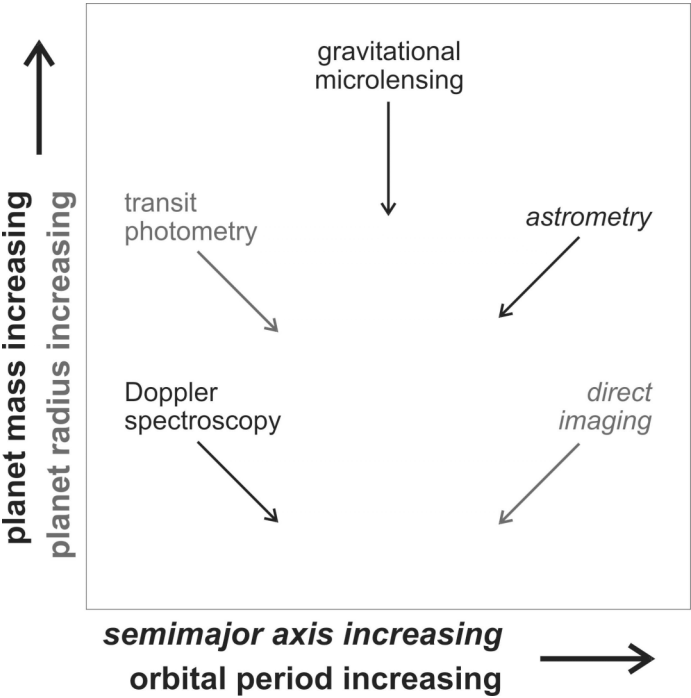 gravitational
microlensing
transit
photometry
astrometry
Doppler
spectroscopy
direct
imaging
planet mass increasing
planet radius increasing
semimajor axis increasing
orbital period increasing